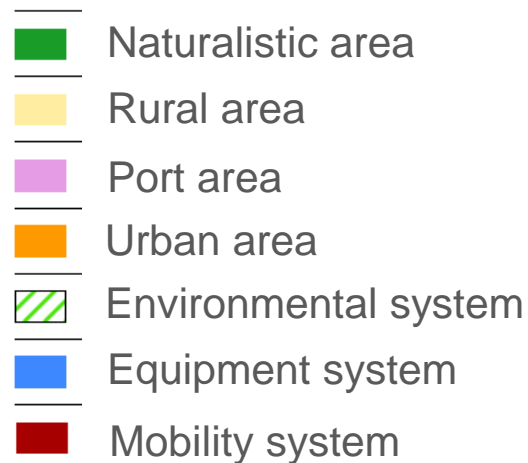 Naturalistic area
Rural area
Port area
Urban area
Environmental system
Equipment system
Mobility system